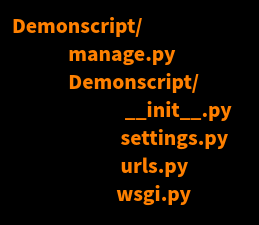 Demonscript/
manage.py
Demonscript/
__init__.py
settings.py
urls.py
wsgi.py